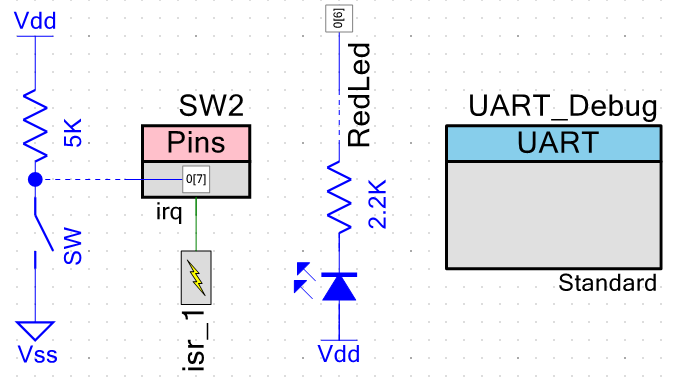 Vdd
5K
SW
Vss
SW2
Pins
0[7]
irq
isr_1
0[6]
RedLed
2.2K
Vdd
UART_Debug
UART
Standard